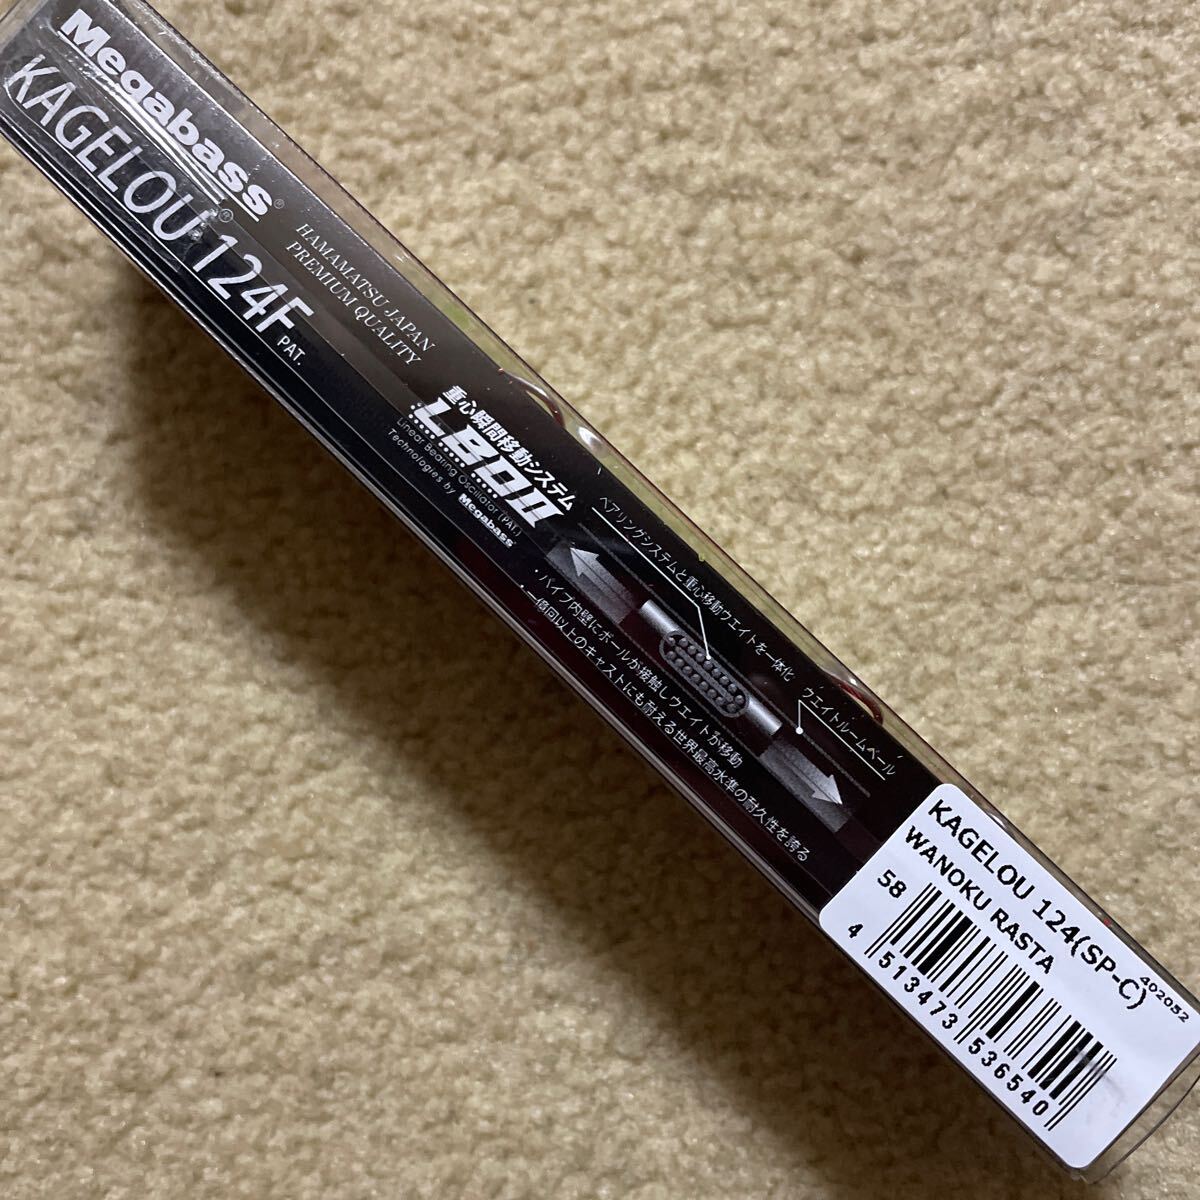 Megabass®
KAGELOU® 124F PAT.
HAMAMATSU JAPAN
PREMIUM QUALITY
重心瞬間移動システム
LBOII
Linear Bearing Oscillator (PAT.)
Technologies by Megabass®
ベアリングシステムと重心移動ウエイトを一体化
ウエイトルームベール
・パイプ内壁にボールが接触しウエイトが移動
・一億回以上のキャストにも耐える世界最高水準の耐久性を誇る
KAGELOU 124(SP-C)
402052
WANOKU RASTA
58
4 513473 536540